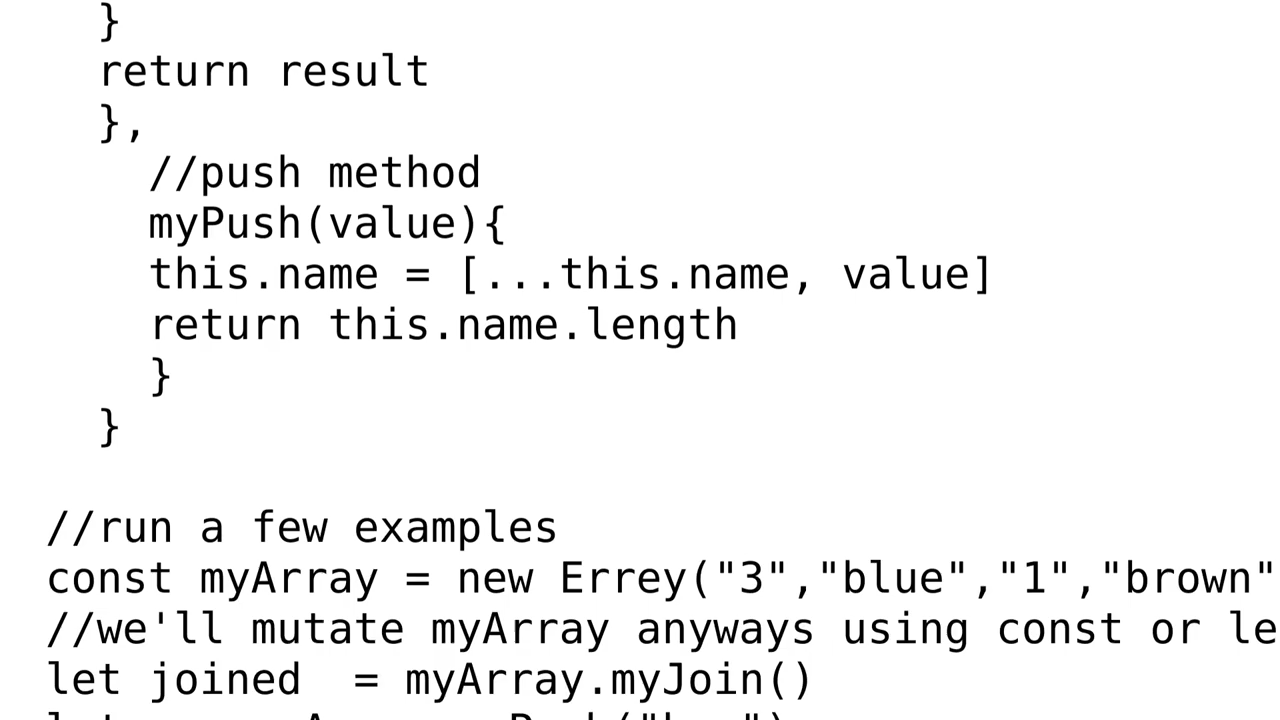 }
return result
},
//push method
myPush(value){
this.name = [...this.name, value]
return this.name.length
}
}
//run a few examples
const myArray = new Errey("3","blue","1","brown"
//we'll mutate myArray anyways using const or le
let joined  = myArray.myJoin()